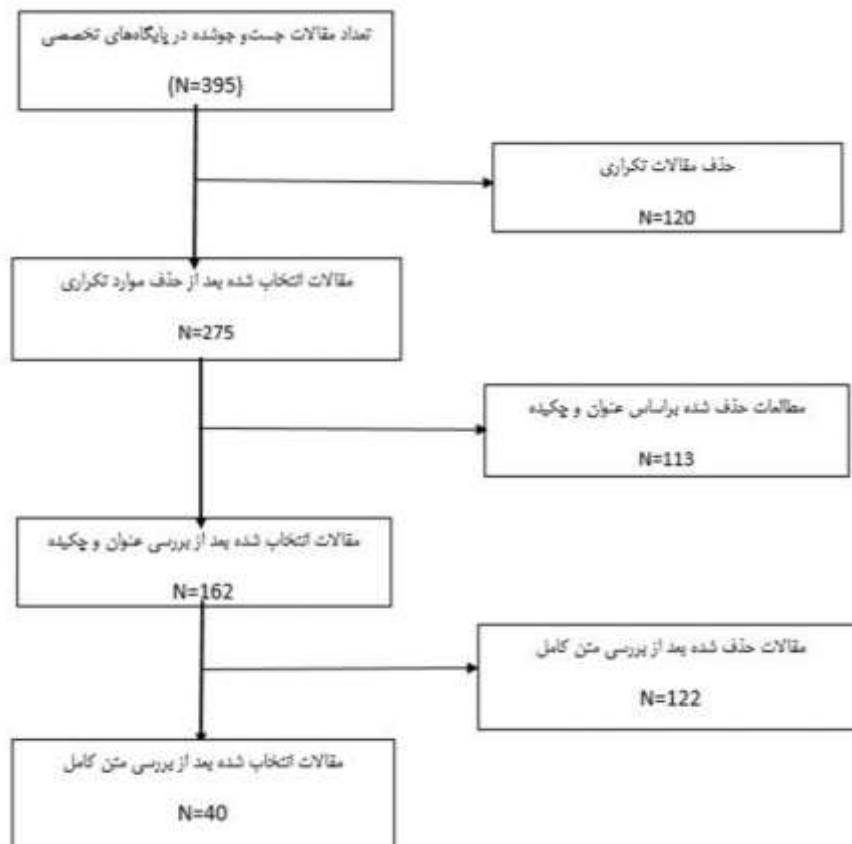 تعداد مقالات جست‌و جوشده در پایگاه‌های تخصصی
(N=395)
حذف مقالات تکراری
N=120
مقالات انتخاب شده بعد از حذف موارد تکراری
N=275
مطالعات حذف شده براساس عنوان و چکیده
N=113
مقالات انتخاب شده بعد از بررسی عنوان و چکیده
N=162
مقالات حذف شده بعد از بررسی متن کامل
N=122
مقالات انتخاب شده بعد از بررسی متن کامل
N=40